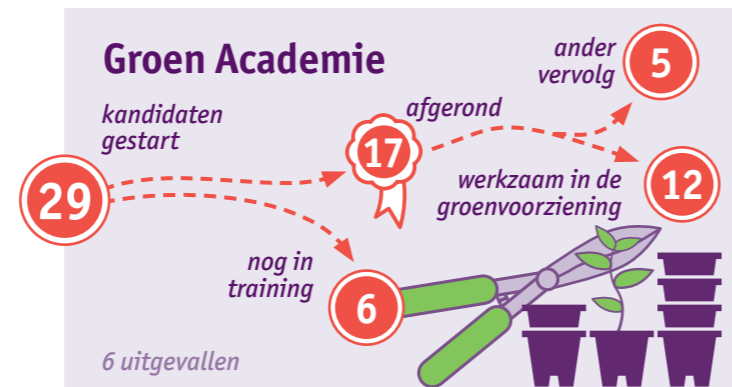 Groen Academie
kandidaten
gestart
29
afgerond
17
ander
vervolg
5
werkzaam in de
groenvoorziening
12
nog in
training
6
6 uitgevallen